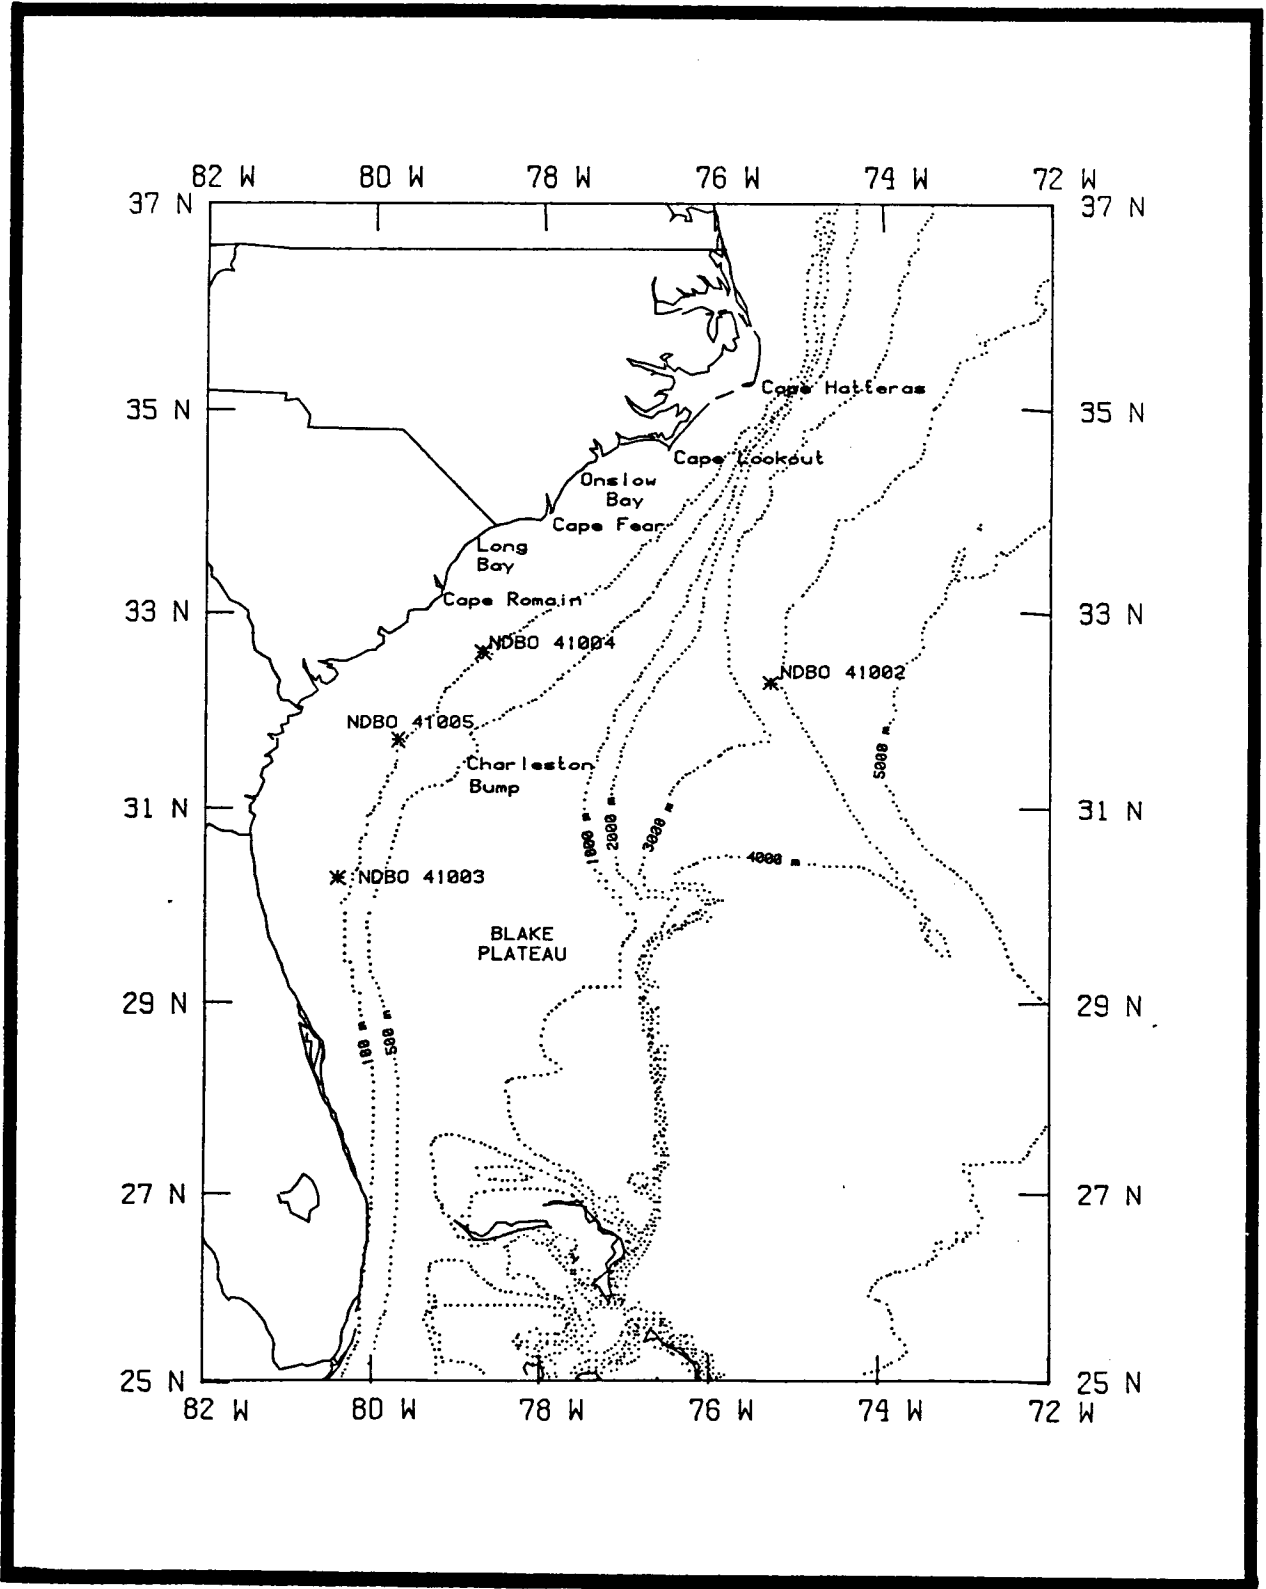 82 W 80 W 78 W 76 W 74 W 72 W
37 N 37 N
Cape Hatteras
35 N 35 N
Cape Lookout
Onslow
Bay
Cape Fear
Long
Bay
Cape Romain
33 N 33 N
NDBO 41004
NDBO 41002
NDBO 41005
5000 m
Charleston
Bump
31 N 31 N
1000 m
2000 m
3000 m
4000 m
NDBO 41003
BLAKE
PLATEAU
29 N 29 N
100 m
500 m
27 N 27 N
25 N 25 N
82 W 80 W 78 W 76 W 74 W 72 W